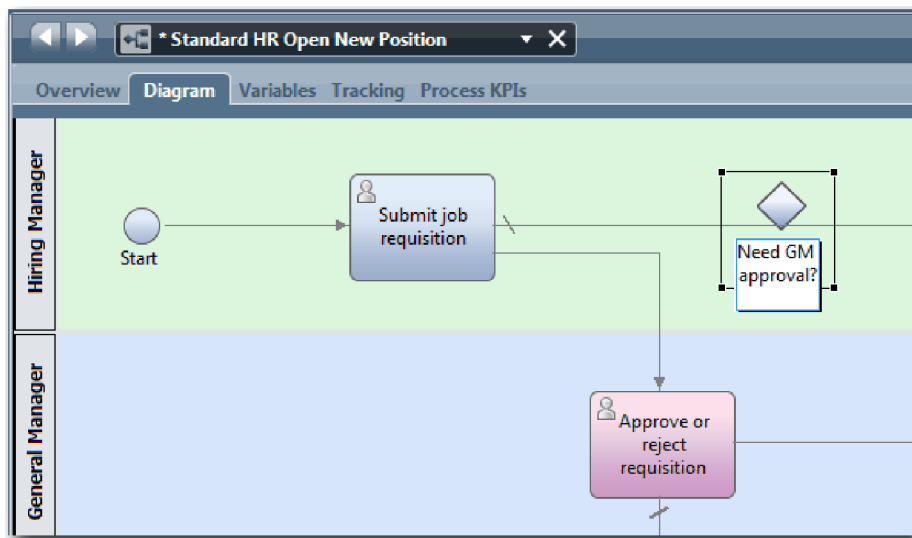 * Standard HR Open New Position
Overview Diagram Variables Tracking Process KPIs
Hiring Manager
Start
Submit job
requisition
Need GM
approval?
General Manager
Approve or
reject
requisition